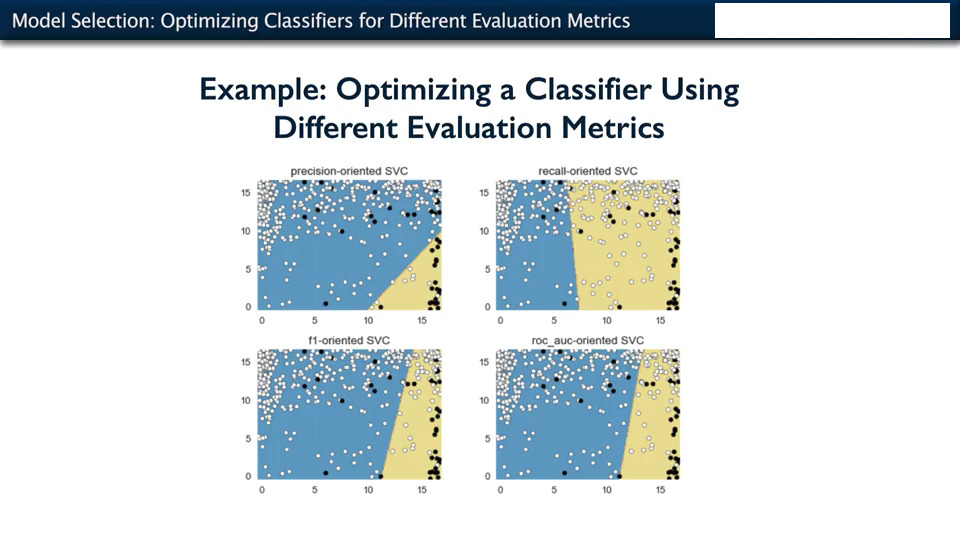 Model Selection: Optimizing Classifiers for Different Evaluation Metrics
Example: Optimizing a Classifier Using
Different Evaluation Metrics
precision-oriented SVC
15
10
5
0
0 5 10 15
recall-oriented SVC
15
10
5
0
0 5 10 15
f1-oriented SVC
15
10
5
0
0 5 10 15
roc_auc-oriented SVC
15
10
5
0
0 5 10 15